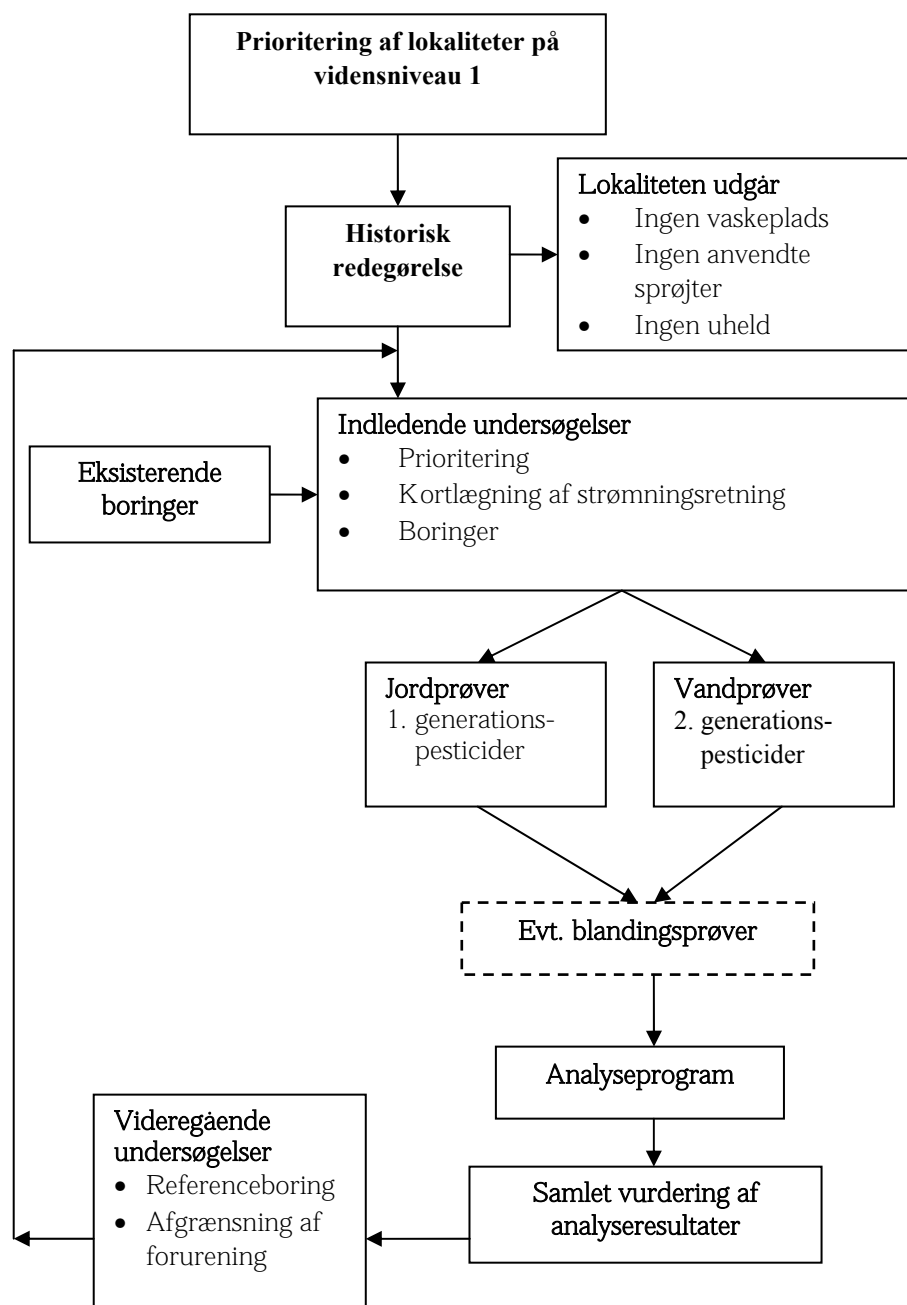 Prioritering af lokaliteter på
vidensniveau 1
Lokaliteten udgår
• Ingen vaskeplads
• Ingen anvendte
sprøjter
• Ingen uheld
Historisk
redegørelse
Indledende undersøgelser
• Prioritering
• Kortlægning af strømningsretning
• Boringer
Eksisterende
boringer
Jordprøver
1. generations-
pesticider
Vandprøver
2. generations-
pesticider
Evt. blandingsprøver
Analyseprogram
Videregående
undersøgelser
• Referenceboring
• Afgrænsning af
forurening
Samlet vurdering af
analyseresultater